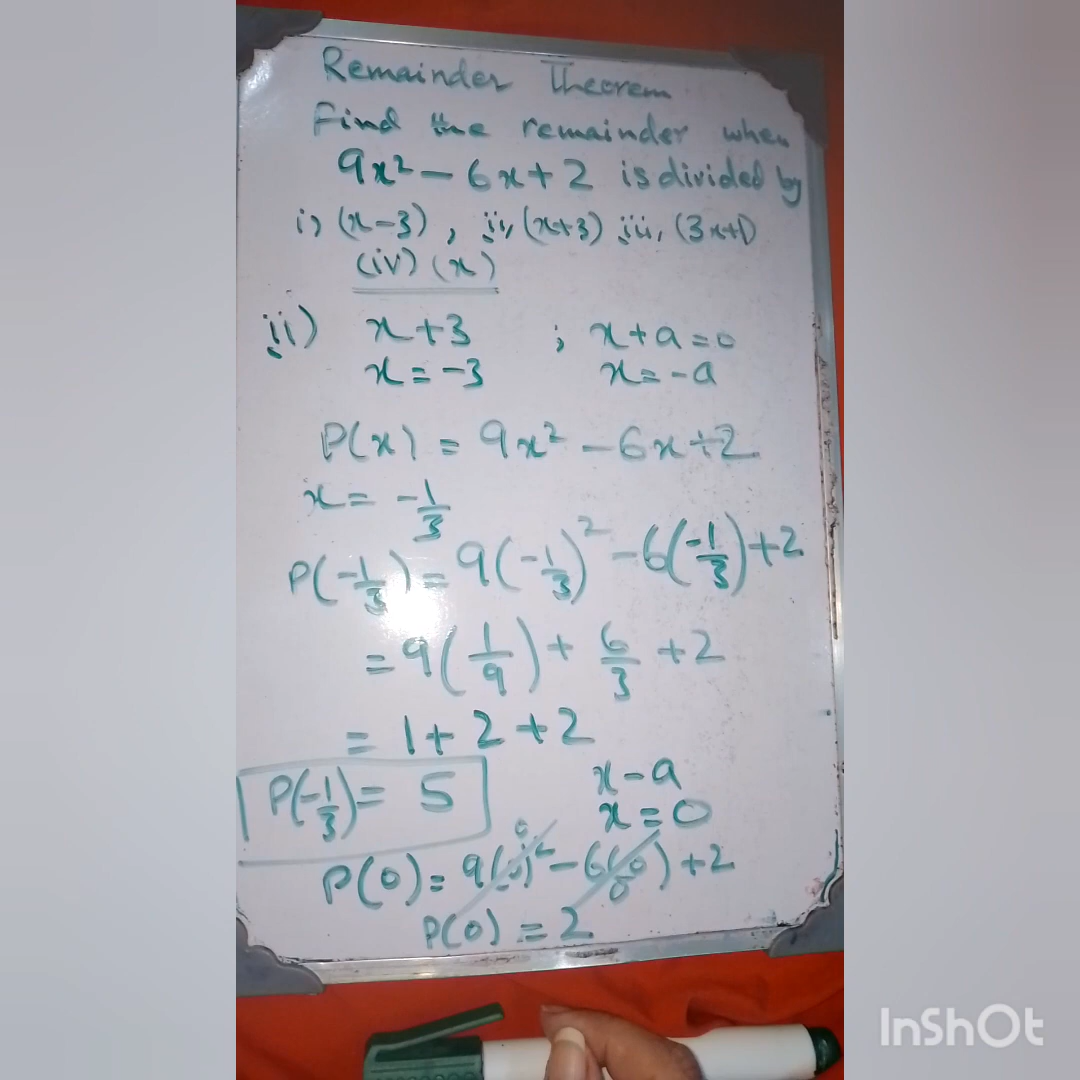 Remainder Theorem
Find the remainder when
9x² - 6x + 2 is divided by
i, (x-3), ii, (x+3) iii, (3x+1)
(iv) (x)
ii) x+3 ; x+a=0
x = -3 x = -a
P(x) = 9x² - 6x + 2
x = -1/3
P(-1/3) = 9(-1/3)² - 6(-1/3) + 2
= 9(1/9) + 6/3 + 2
= 1 + 2 + 2
P(-1/3) = 5 x-a
x = 0
P(0) = 9(0)² - 6(0) + 2
P(0) = 2
InShOt